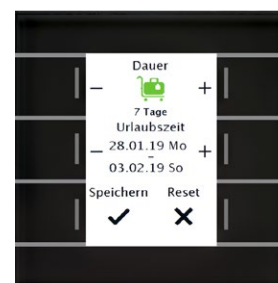 Dauer
– +
7 Tage
Urlaubszeit
– 28.01.19 Mo +
–
03.02.19 So
Speichern Reset